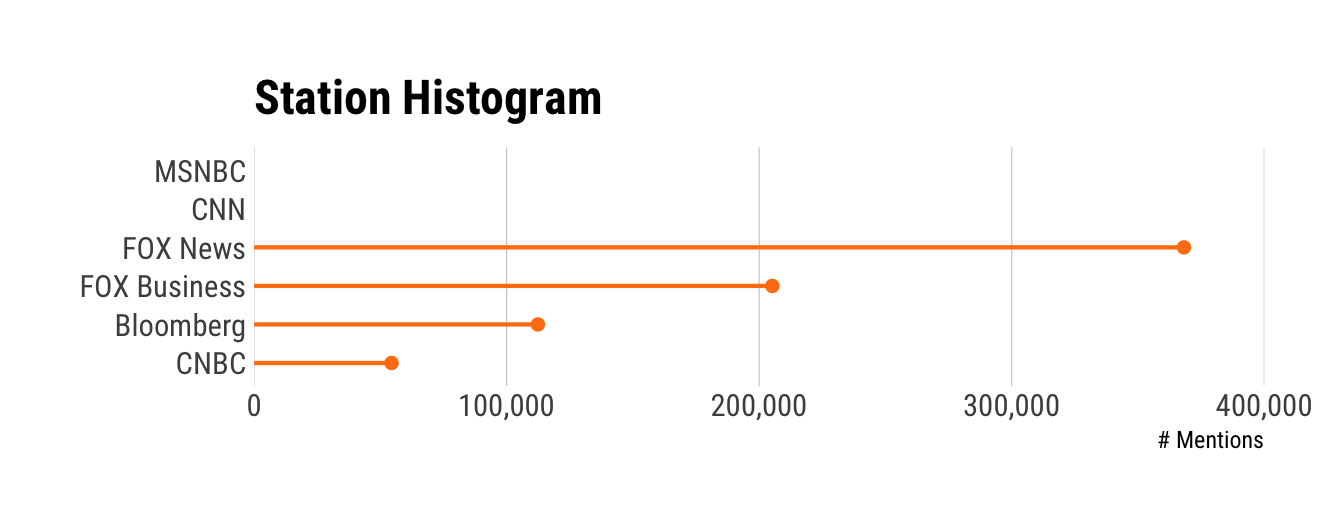 Station Histogram
MSNBC
CNN
FOX News
FOX Business
Bloomberg
CNBC
0 100,000 200,000 300,000 400,000
# Mentions